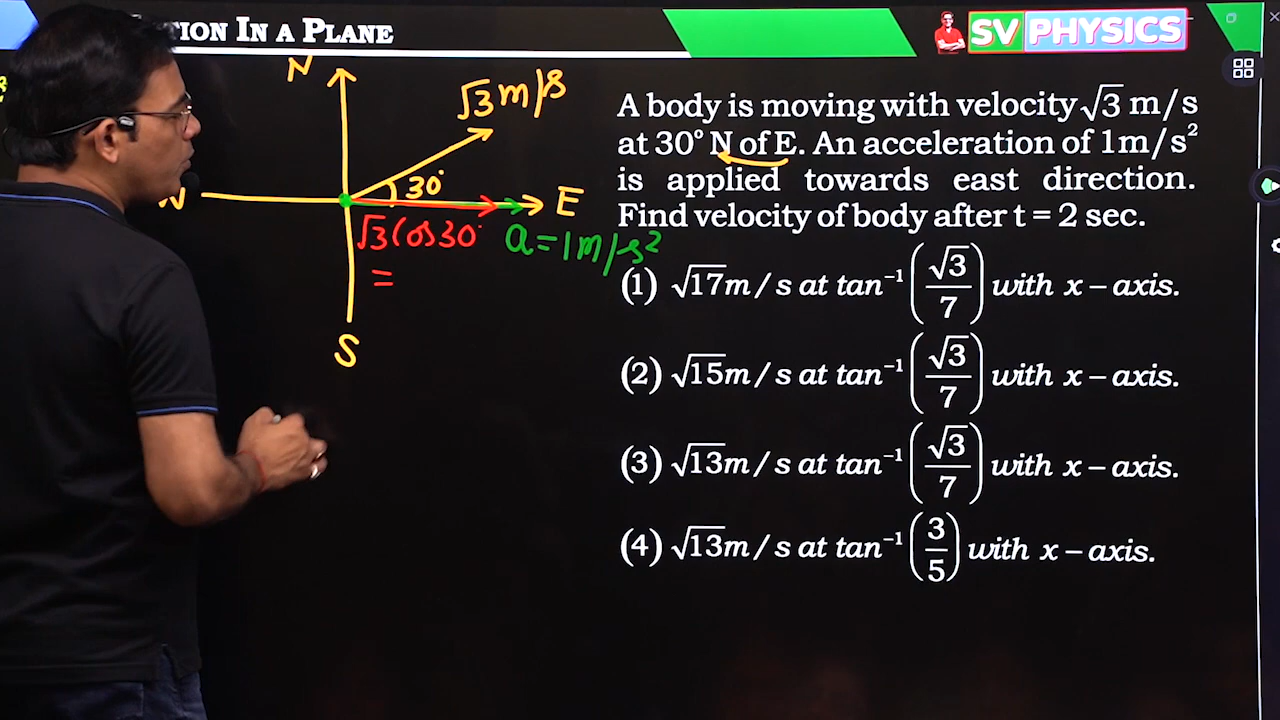 TION IN A PLANE
SV PHYSICS
N
√3 m/s
30°
E
√3 Cos 30°
a = 1m/s²
=
S
A body is moving with velocity √3 m/s
at 30° N of E. An acceleration of 1m/s²
is applied towards east direction.
Find velocity of body after t = 2 sec.
(1) √17m/s at tan⁻¹(√3/7) with x – axis.
(2) √15m/s at tan⁻¹(√3/7) with x – axis.
(3) √13m/s at tan⁻¹(√3/7) with x – axis.
(4) √13m/s at tan⁻¹(3/5) with x – axis.